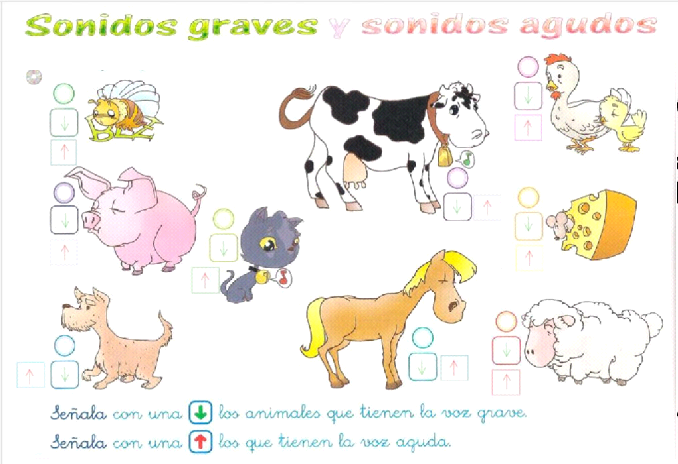 Sonidos graves y sonidos agudos
Señala con una ↓ los animales que tienen la voz grave.
Señala con una ↑ los que tienen la voz aguda.